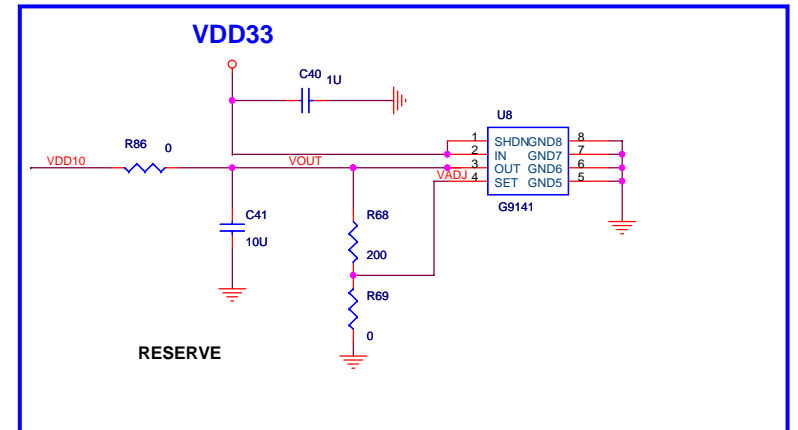 VDD33
C40 1U
U8
R86 0
VDD10
VOUT
VADJ
1 SHDN GND8 8
2 IN GND7 7
3 OUT GND6 6
4 SET GND5 5
G9141
C41
10U
R68
200
R69
0
RESERVE